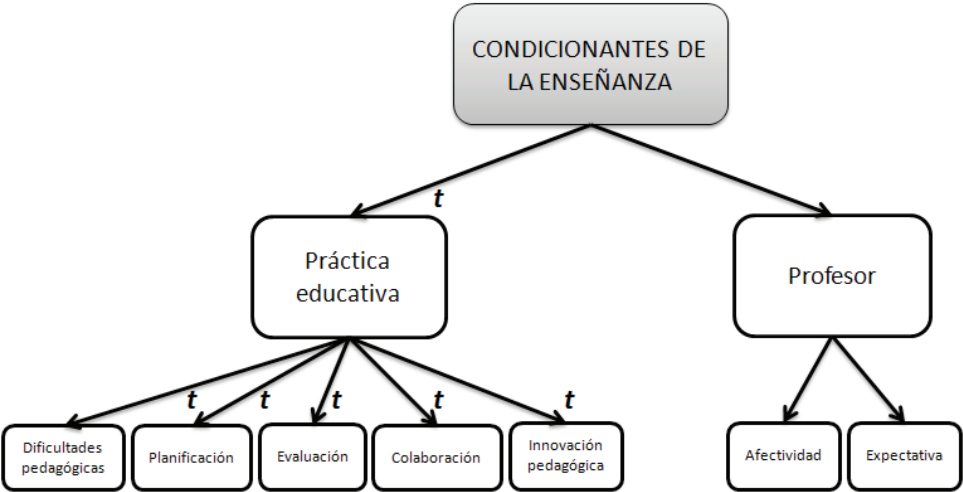 CONDICIONANTES DE
LA ENSEÑANZA
t
Práctica
educativa
Profesor
t
t
t
t
t
Dificultades
pedagógicas
Planificación
Evaluación
Colaboración
Innovación
pedagógica
Afectividad
Expectativa